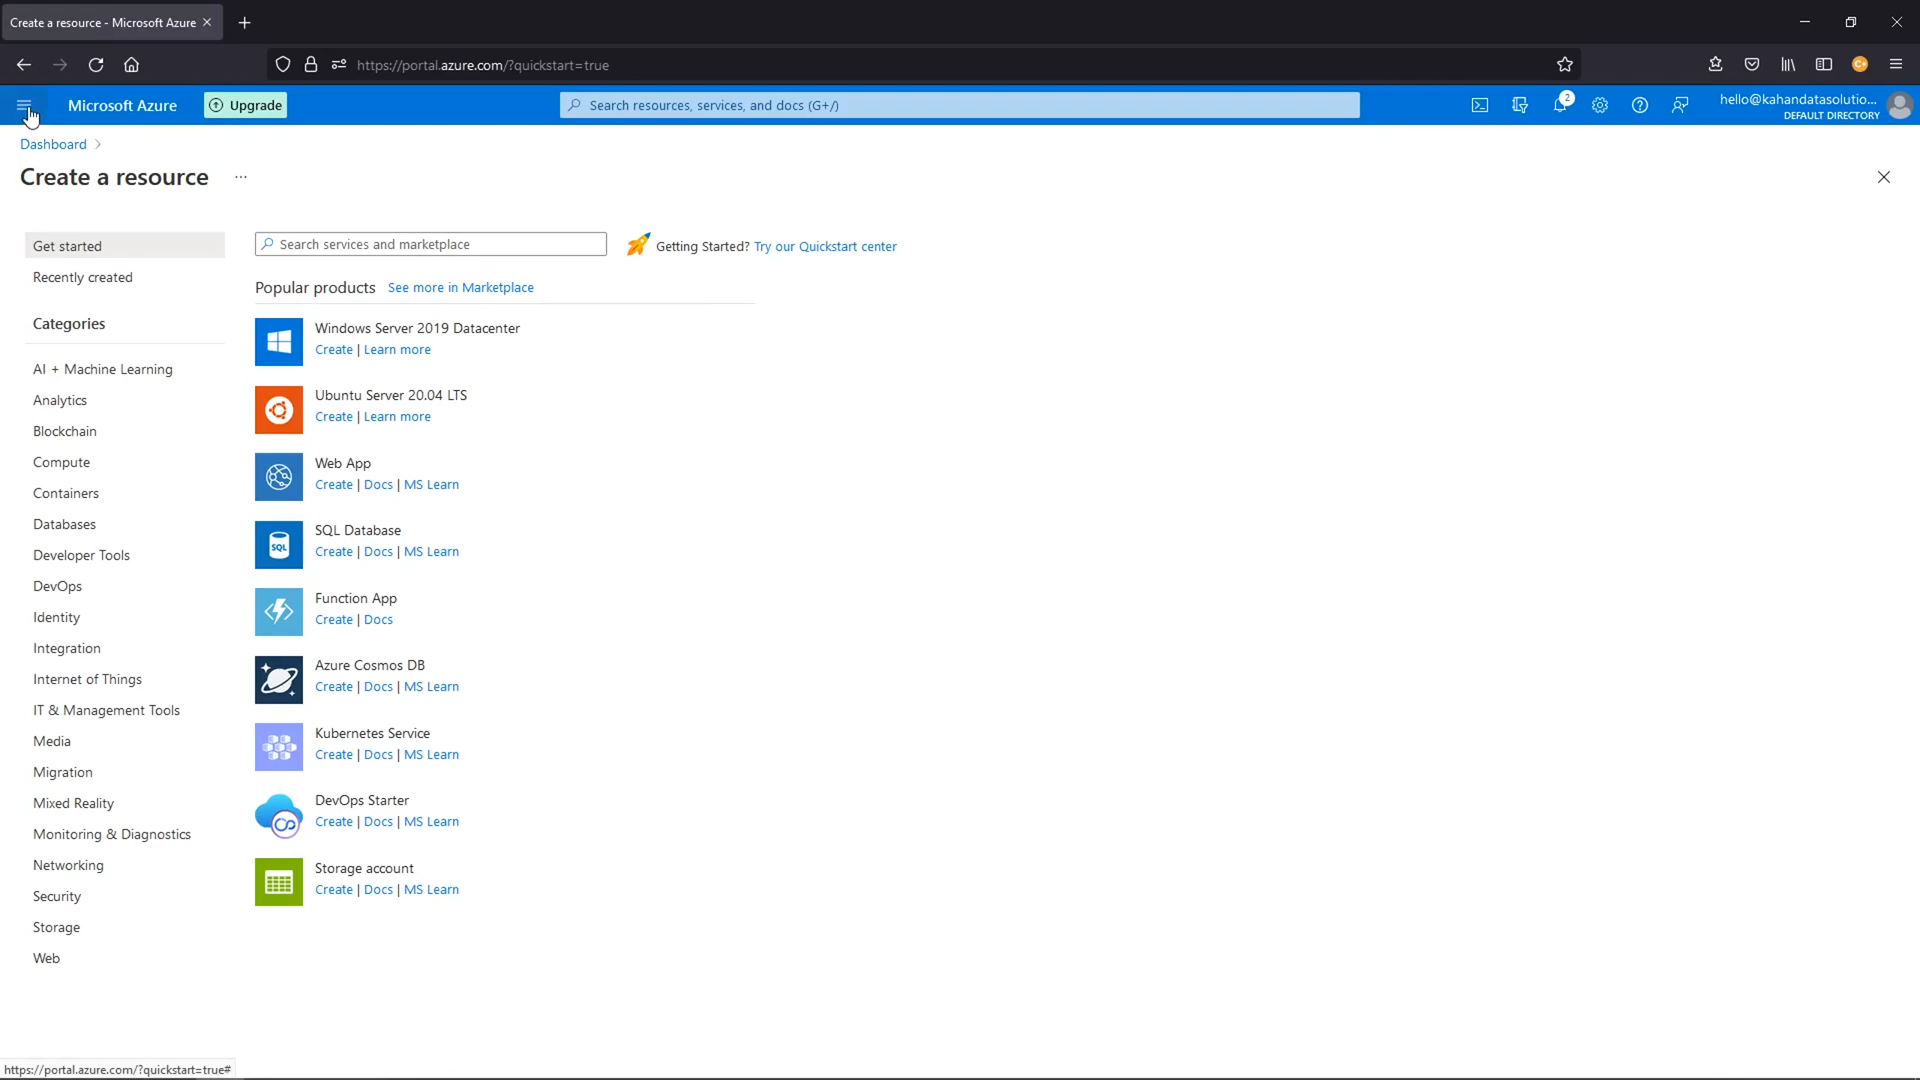 Create a resource - Microsoft Azure
https://portal.azure.com/?quickstart=true
Microsoft Azure
Upgrade
Search resources, services, and docs (G+/)
2
hello@kahandatasolutio...
DEFAULT DIRECTORY
Dashboard
Create a resource
...
Get started
Recently created
Categories
AI + Machine Learning
Analytics
Blockchain
Compute
Containers
Databases
Developer Tools
DevOps
Identity
Integration
Internet of Things
IT & Management Tools
Media
Migration
Mixed Reality
Monitoring & Diagnostics
Networking
Security
Storage
Web
Search services and marketplace
Getting Started? Try our Quickstart center
Popular products See more in Marketplace
Windows Server 2019 Datacenter
Create | Learn more
Ubuntu Server 20.04 LTS
Create | Learn more
Web App
Create | Docs | MS Learn
SQL
SQL Database
Create | Docs | MS Learn
Function App
Create | Docs
Azure Cosmos DB
Create | Docs | MS Learn
Kubernetes Service
Create | Docs | MS Learn
DevOps Starter
Create | Docs | MS Learn
Storage account
Create | Docs | MS Learn
https://portal.azure.com/?quickstart=true#